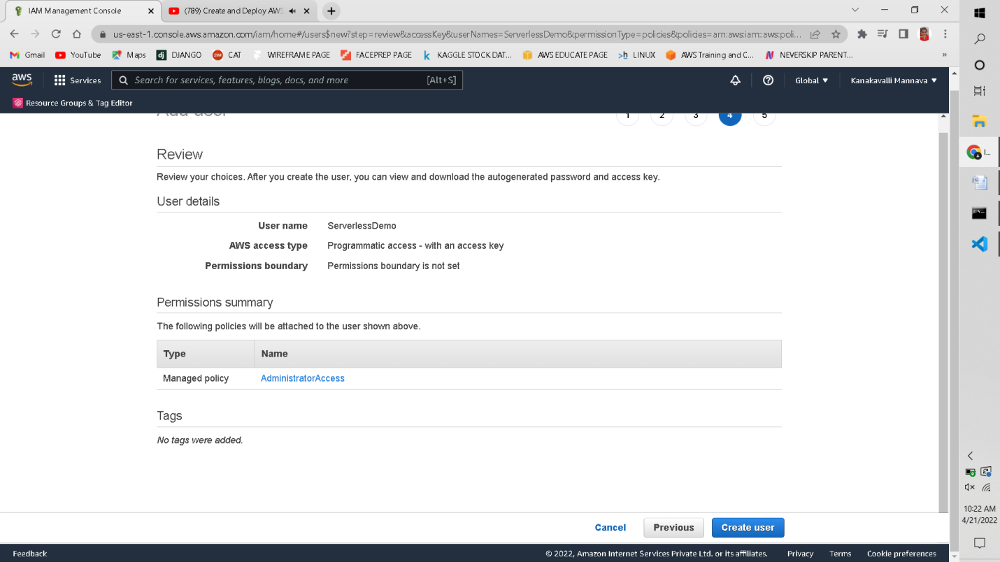 IAM Management Console
(789) Create and Deploy AWS
us-east-1.console.aws.amazon.com/iam/home#/users$new?step=review&accessKey&userNames=ServerlessDemo&permissionType=policies&policies=arn:aws:iam::aws:poli...
Gmail YouTube Maps DJANGO CAT WIREFRAME PAGE FACEPREP PAGE KAGGLE STOCK DAT... AWS EDUCATE PAGE LINUX AWS Training and C... NEVERSKIP PARENT... »
aws Services Search for services, features, blogs, docs, and more [Alt+S] Global Kanakavalli Mannava
Resource Groups & Tag Editor
Add user 1 2 3 4 5
Review
Review your choices. After you create the user, you can view and download the autogenerated password and access key.
User details
User name ServerlessDemo
AWS access type Programmatic access - with an access key
Permissions boundary Permissions boundary is not set
Permissions summary
The following policies will be attached to the user shown above.
Type Name
Managed policy AdministratorAccess
Tags
No tags were added.
Cancel Previous Create user
Feedback © 2022, Amazon Internet Services Private Ltd. or its affiliates. Privacy Terms Cookie preferences
10:22 AM
4/21/2022